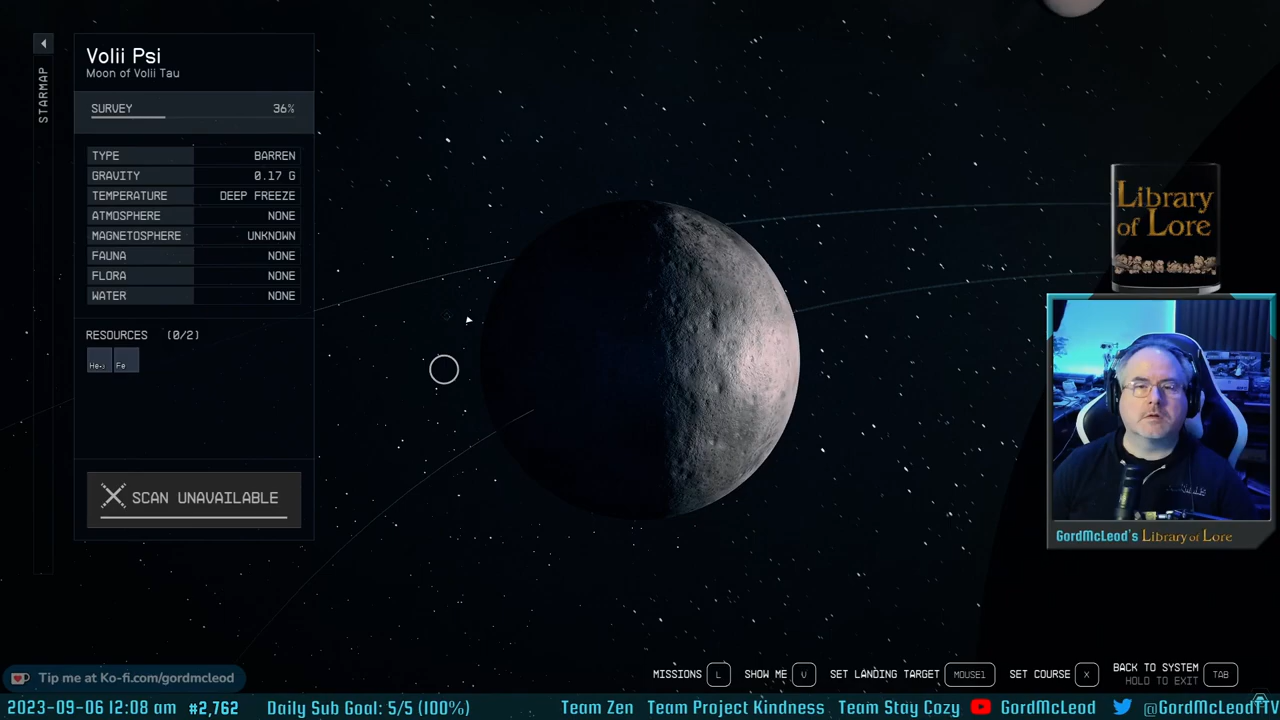 STARMAP
Volii Psi
Moon of Volii Tau
SURVEY 36%
TYPE BARREN
GRAVITY 0.17 G
TEMPERATURE DEEP FREEZE
ATMOSPHERE NONE
MAGNETOSPHERE UNKNOWN
FAUNA NONE
FLORA NONE
WATER NONE
RESOURCES (0/2)
He-3 Fe
SCAN UNAVAILABLE
Library
of Lore
GordMcLeod's Library of Lore
MISSIONS L SHOW ME V SET LANDING TARGET MOUSE1 SET COURSE X BACK TO SYSTEM TAB
HOLD TO EXIT
Tip me at Ko-fi.com/gordmcleod
2023-09-06 12:08 am #2,762 Daily Sub Goal: 5/5 (100%) Team Zen Team Project Kindness Team Stay Cozy GordMcLeod @GordMcLeodTV